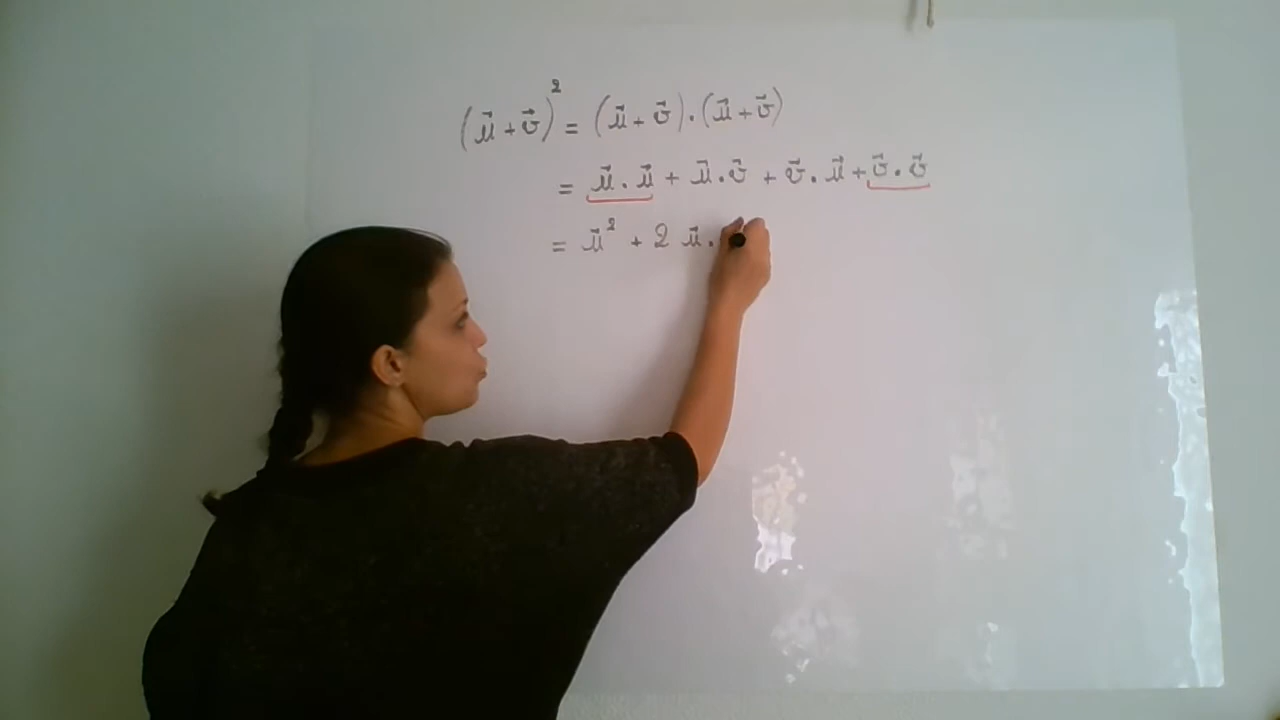 (u⃗ + v⃗)² = (u⃗ + v⃗) . (u⃗ + v⃗)
= u⃗ . u⃗ + u⃗ . v⃗ + v⃗ . u⃗ + v⃗ . v⃗
= u⃗² + 2 u⃗ .